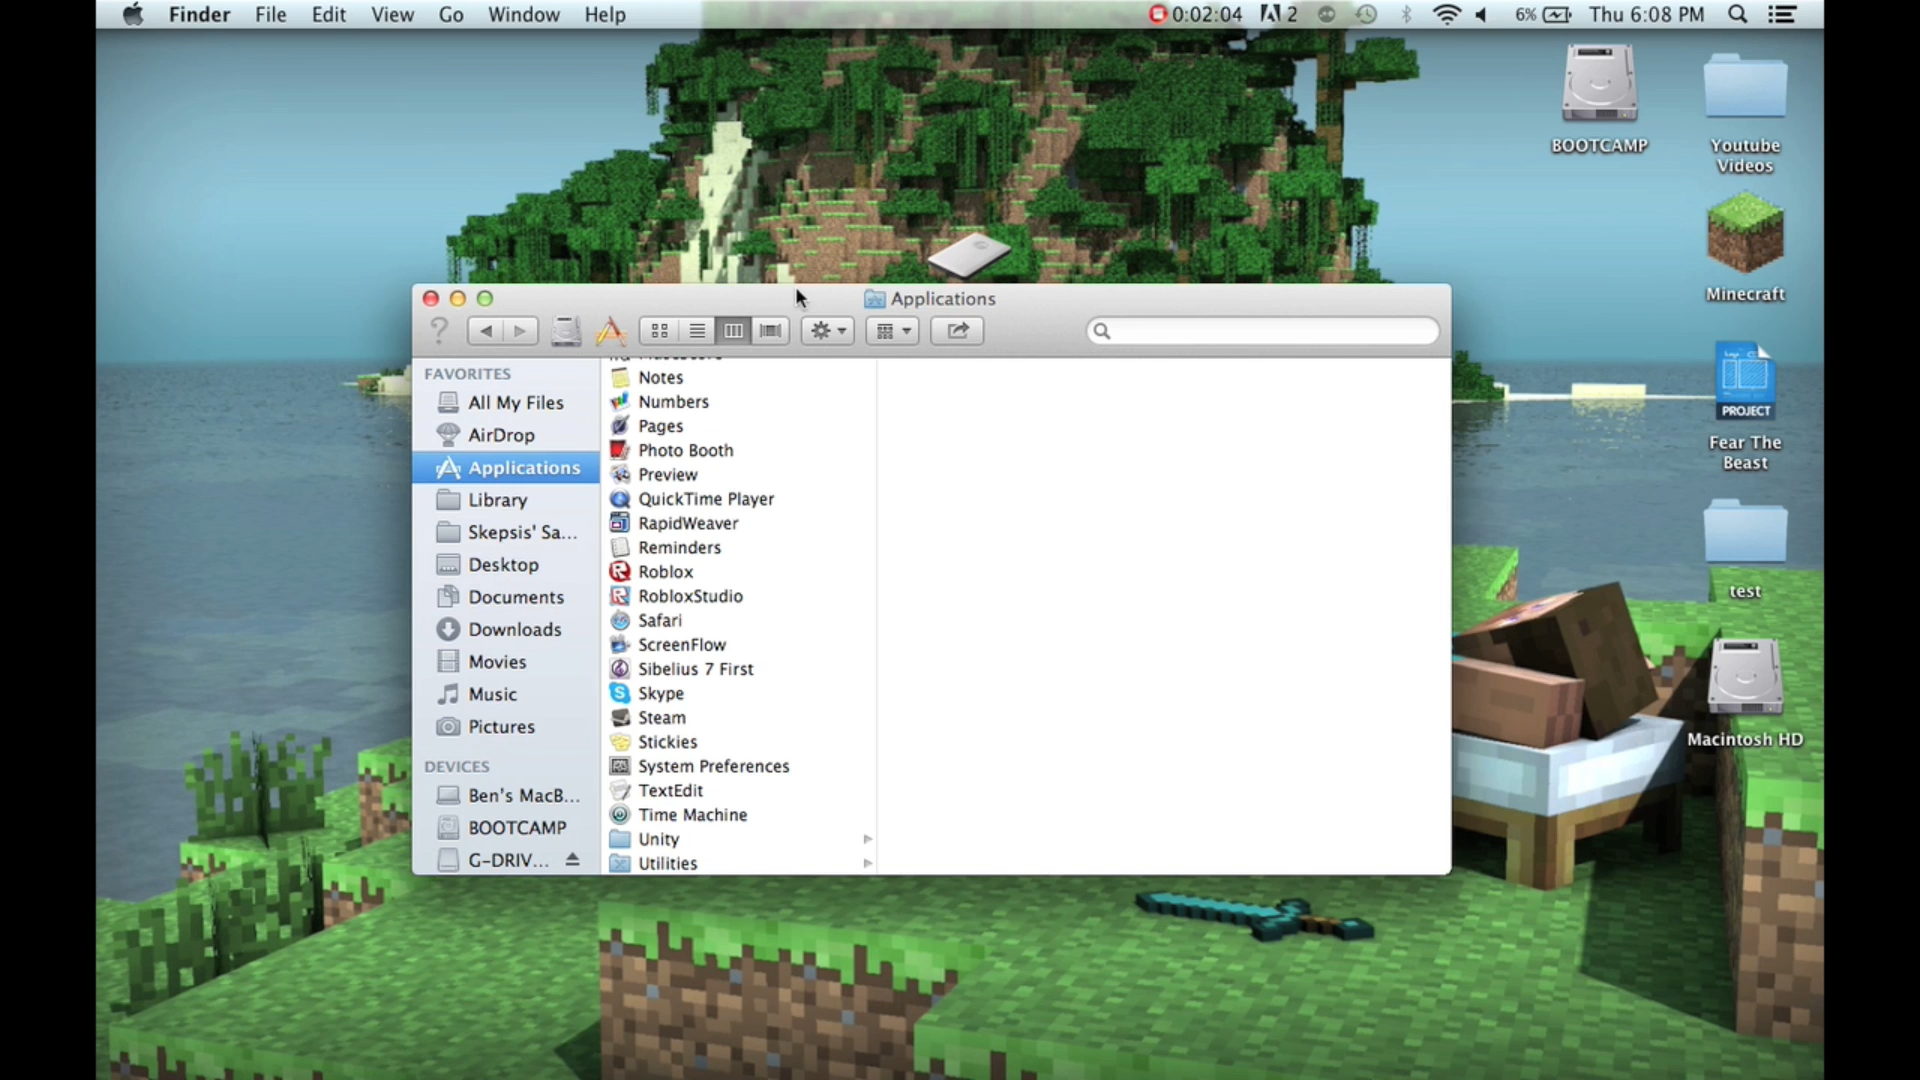 Finder File Edit View Go Window Help 0:02:04 2 6% Thu 6:08 PM
BOOTCAMP
Youtube
Videos
Minecraft
PROJECT
Fear The
Beast
test
Macintosh HD
Applications
?
FAVORITES
All My Files
AirDrop
Applications
Library
Skepsis' Sa...
Desktop
Documents
Downloads
Movies
Music
Pictures
DEVICES
Ben's MacB...
BOOTCAMP
G-DRIV...
Notes
Numbers
Pages
Photo Booth
Preview
QuickTime Player
RapidWeaver
Reminders
Roblox
RobloxStudio
Safari
ScreenFlow
Sibelius 7 First
Skype
Steam
Stickies
System Preferences
TextEdit
Time Machine
Unity
Utilities